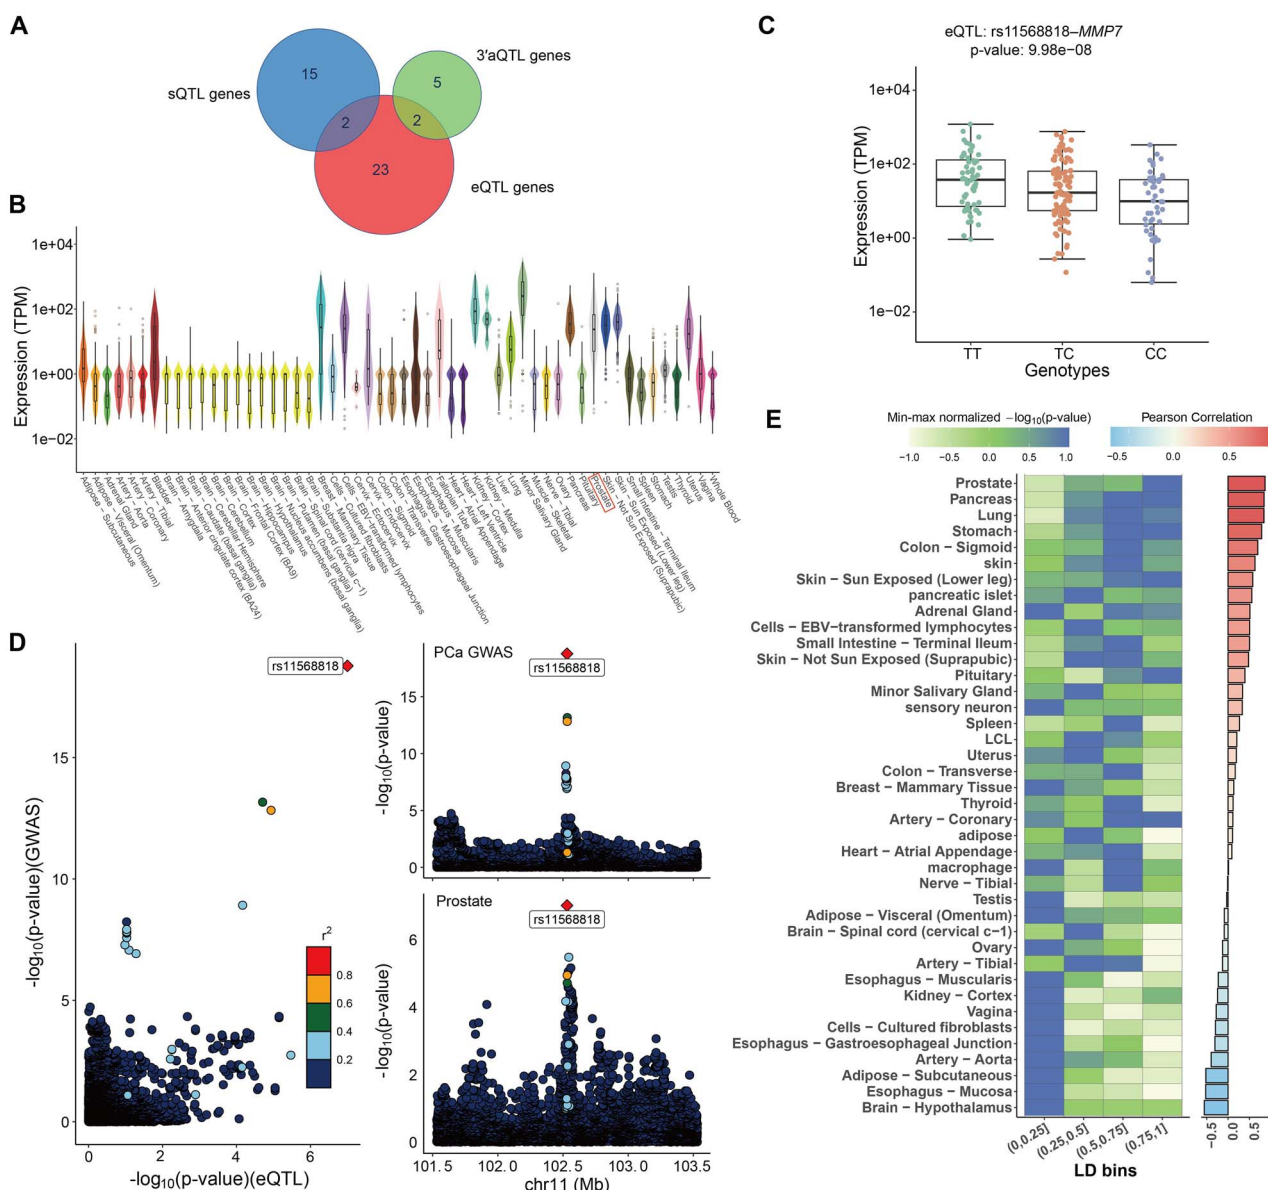 A
15
3'aQTL genes
5
sQTL genes
2
2
23
eQTL genes
B
Expression (TPM)
1e+04
1e+02
1e+00
1e−02
Adipose − Subcutaneous
Adipose − Visceral (Omentum)
Adrenal Gland
Artery − Aorta
Artery − Coronary
Artery − Tibial
Bladder
Brain − Amygdala
Brain − Anterior cingulate cortex (BA24)
Brain − Caudate (basal ganglia)
Brain − Cerebellar Hemisphere
Brain − Cerebellum
Brain − Cortex
Brain − Frontal Cortex (BA9)
Brain − Hippocampus
Brain − Hypothalamus
Brain − Nucleus accumbens (basal ganglia)
Brain − Putamen (basal ganglia)
Brain − Spinal cord (cervical c−1)
Brain − Substantia nigra
Breast − Mammary Tissue
Cells − Cultured fibroblasts
Cells − EBV−transformed lymphocytes
Cervix − Ectocervix
Cervix − Endocervix
Colon − Sigmoid
Colon − Transverse
Esophagus − Gastroesophageal Junction
Esophagus − Mucosa
Esophagus − Muscularis
Fallopian Tube
Heart − Atrial Appendage
Heart − Left Ventricle
Kidney − Cortex
Kidney − Medulla
Liver
Lung
Minor Salivary Gland
Muscle − Skeletal
Nerve − Tibial
Ovary
Pancreas
Pituitary
Prostate
Skin − Not Sun Exposed (Suprapubic)
Skin − Sun Exposed (Lower leg)
Small Intestine − Terminal Ileum
Spleen
Stomach
Testis
Thyroid
Uterus
Vagina
Whole Blood
C
eQTL: rs11568818–MMP7
p-value: 9.98e−08
Expression (TPM)
1e+04
1e+02
1e+00
1e−02
TT
TC
CC
Genotypes
D
-log10(p-value)(GWAS)
rs11568818
15
10
5
0
0
2
4
6
-log10(p-value)(eQTL)
r2
0.8
0.6
0.4
0.2
PCa GWAS
rs11568818
-log10(p-value)
15
10
5
0
Prostate
rs11568818
-log10(p-value)
6
4
2
0
101.5
102.0
102.5
103.0
103.5
chr11 (Mb)
E
Min-max normalized −log10(p-value)
−1.0
−0.5
0.0
0.5
1.0
Pearson Correlation
−0.5
0.0
0.5
Prostate
Pancreas
Lung
Stomach
Colon − Sigmoid
skin
Skin − Sun Exposed (Lower leg)
pancreatic islet
Adrenal Gland
Cells − EBV−transformed lymphocytes
Small Intestine − Terminal Ileum
Skin − Not Sun Exposed (Suprapubic)
Pituitary
Minor Salivary Gland
sensory neuron
Spleen
LCL
Uterus
Colon − Transverse
Breast − Mammary Tissue
Thyroid
Artery − Coronary
adipose
Heart − Atrial Appendage
macrophage
Nerve − Tibial
Testis
Adipose − Visceral (Omentum)
Brain − Spinal cord (cervical c−1)
Ovary
Artery − Tibial
Esophagus − Muscularis
Kidney − Cortex
Vagina
Cells − Cultured fibroblasts
Esophagus − Gastroesophageal Junction
Artery − Aorta
Adipose − Subcutaneous
Esophagus − Mucosa
Brain − Hypothalamus
(0,0.25]
(0.25,0.5]
(0.5,0.75]
(0.75,1]
−0.5
0.0
0.5
LD bins